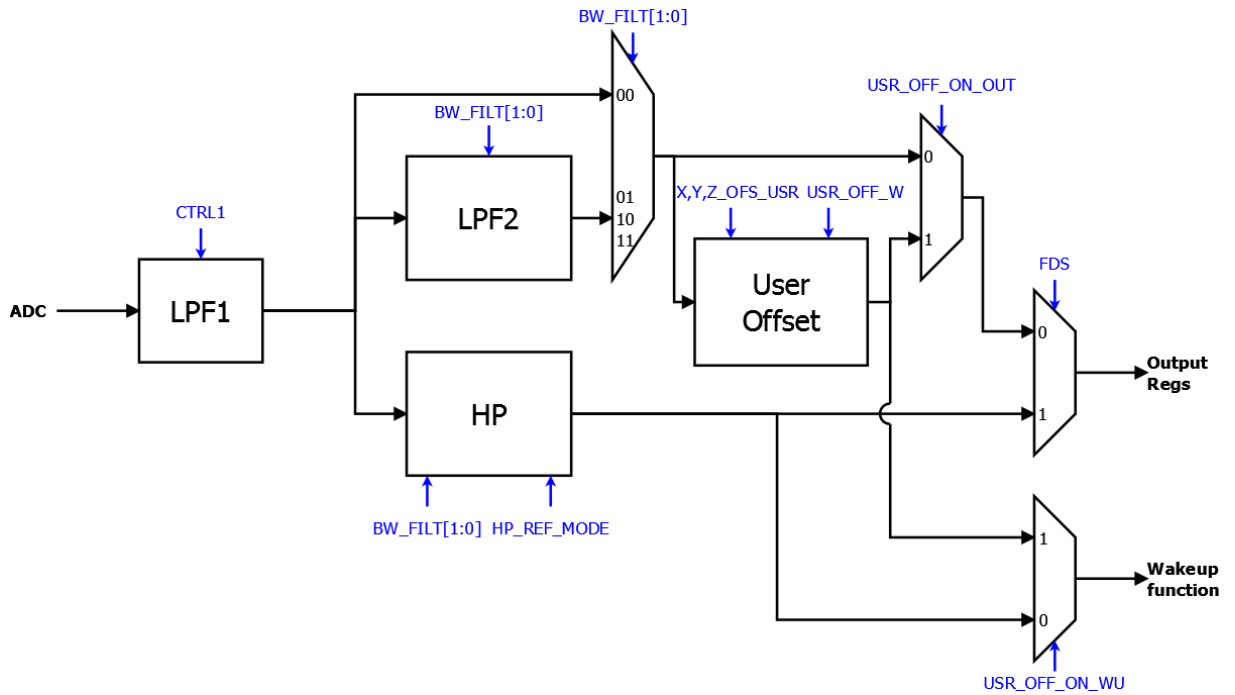 BW_FILT[1:0]
00
USR_OFF_ON_OUT
BW_FILT[1:0]
0
01
10
11
LPF2
X,Y,Z_OFS_USR
USR_OFF_W
CTRL1
1
FDS
User
Offset
ADC
LPF1
0
Output
Regs
HP
1
BW_FILT[1:0]
HP_REF_MODE
1
Wakeup
function
0
USR_OFF_ON_WU